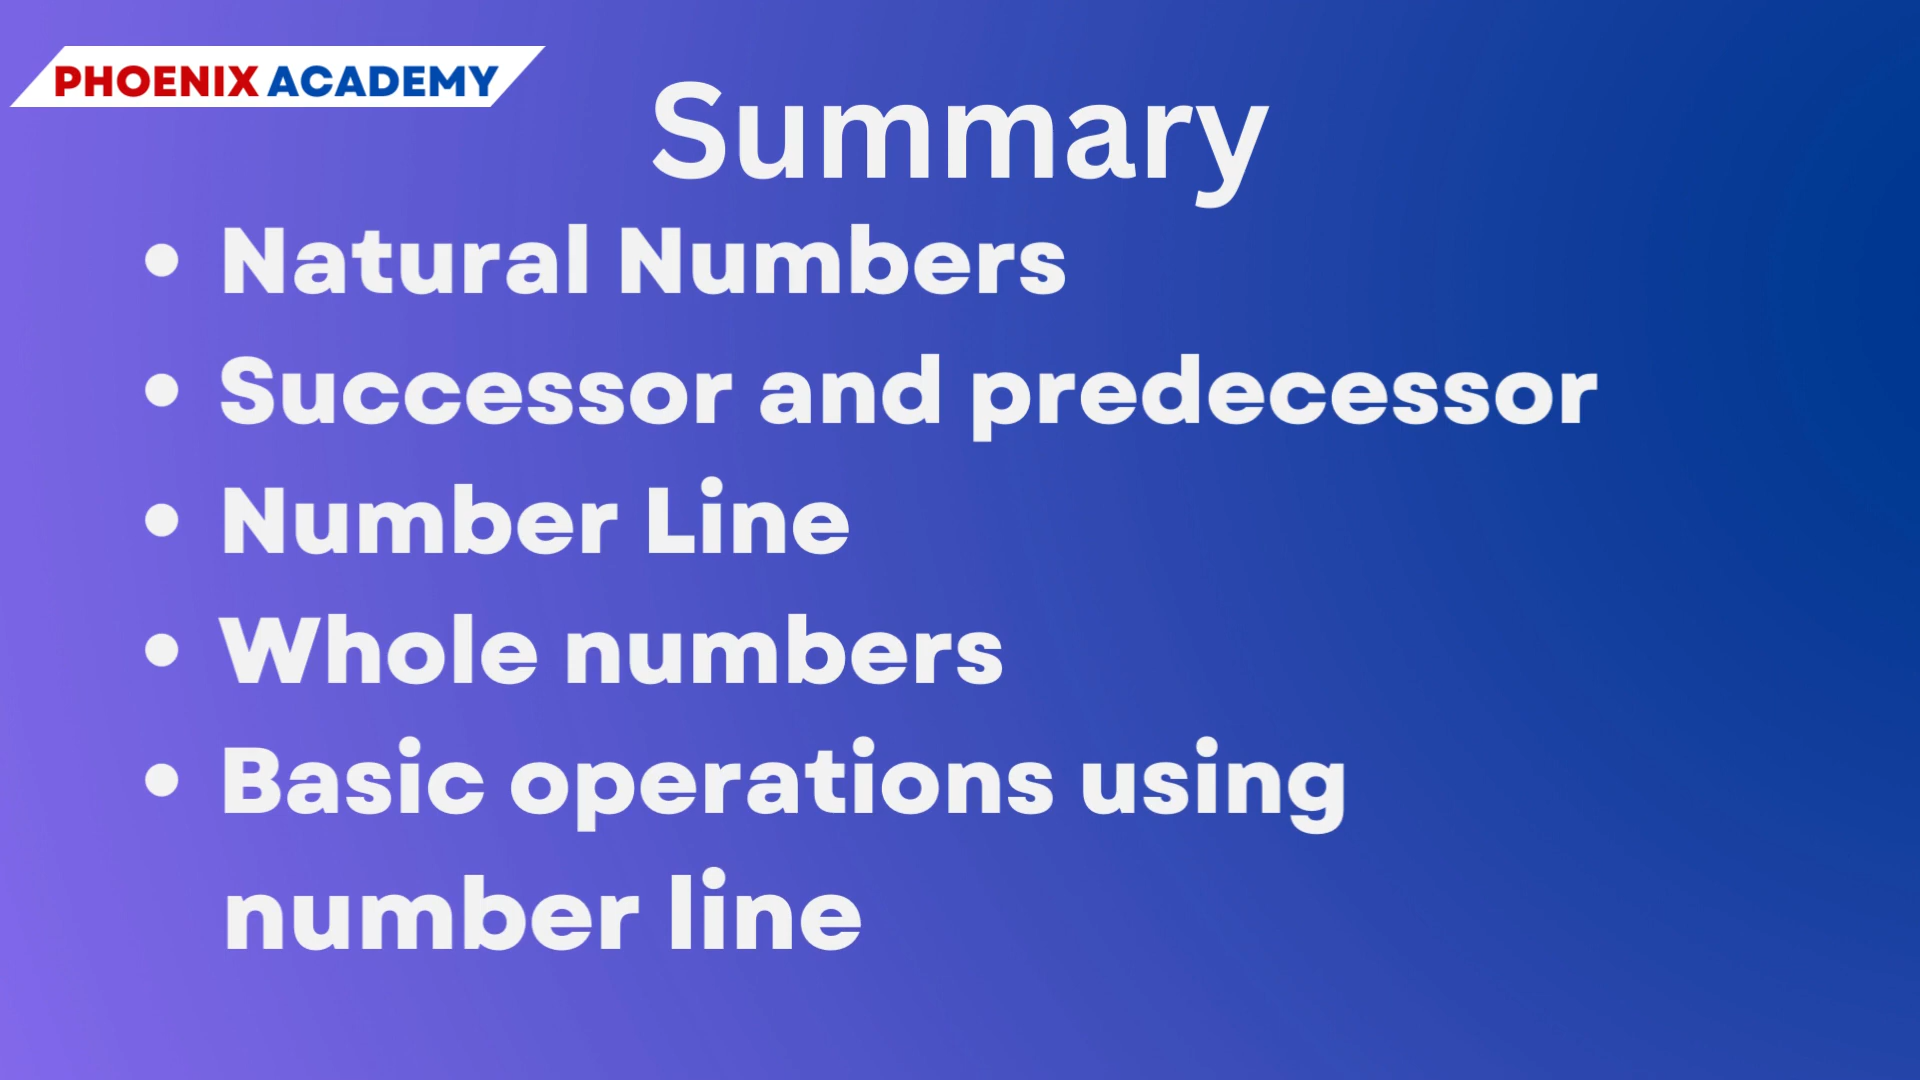 PHOENIX ACADEMY
Summary
• Natural Numbers
• Successor and predecessor
• Number Line
• Whole numbers
• Basic operations using
number line